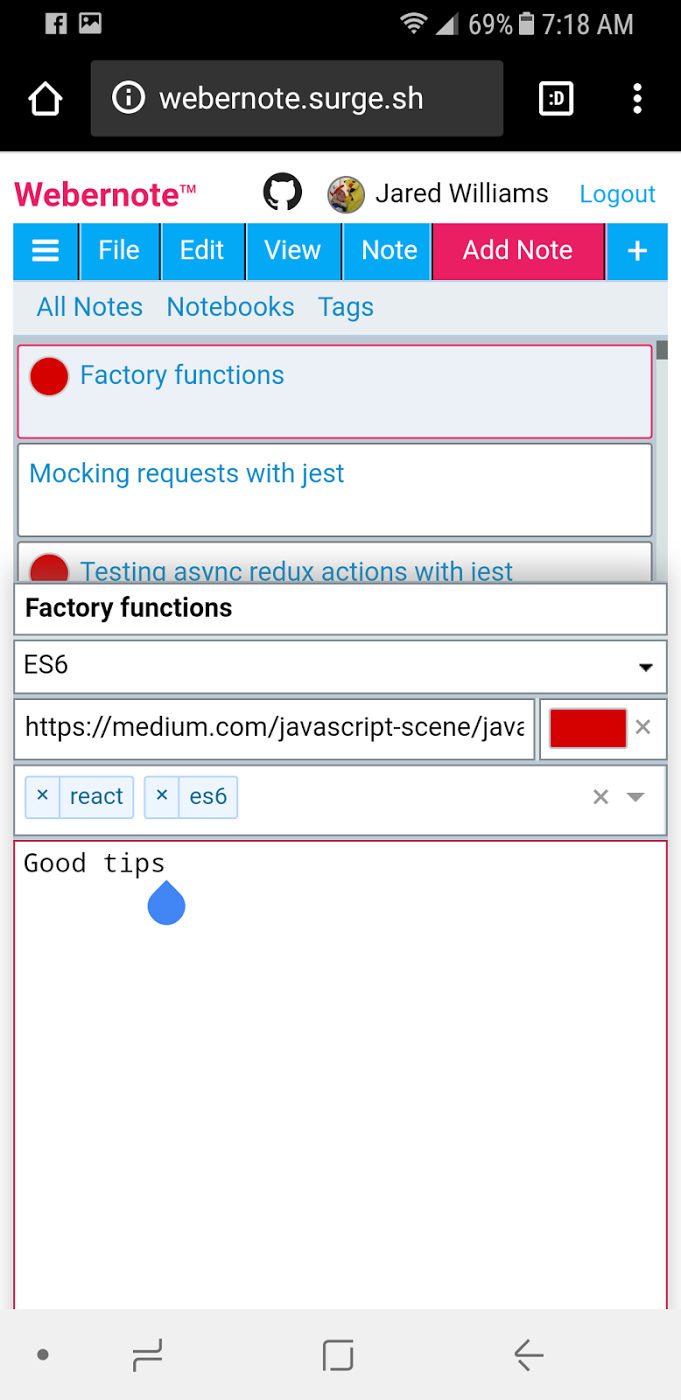 69% 7:18 AM
webernote.surge.sh :D
Webernote™ Jared Williams Logout
File Edit View Note Add Note +
All Notes Notebooks Tags
Factory functions
Mocking requests with jest
Testing async redux actions with jest
Factory functions
ES6
https://medium.com/javascript-scene/java
× react × es6
Good tips